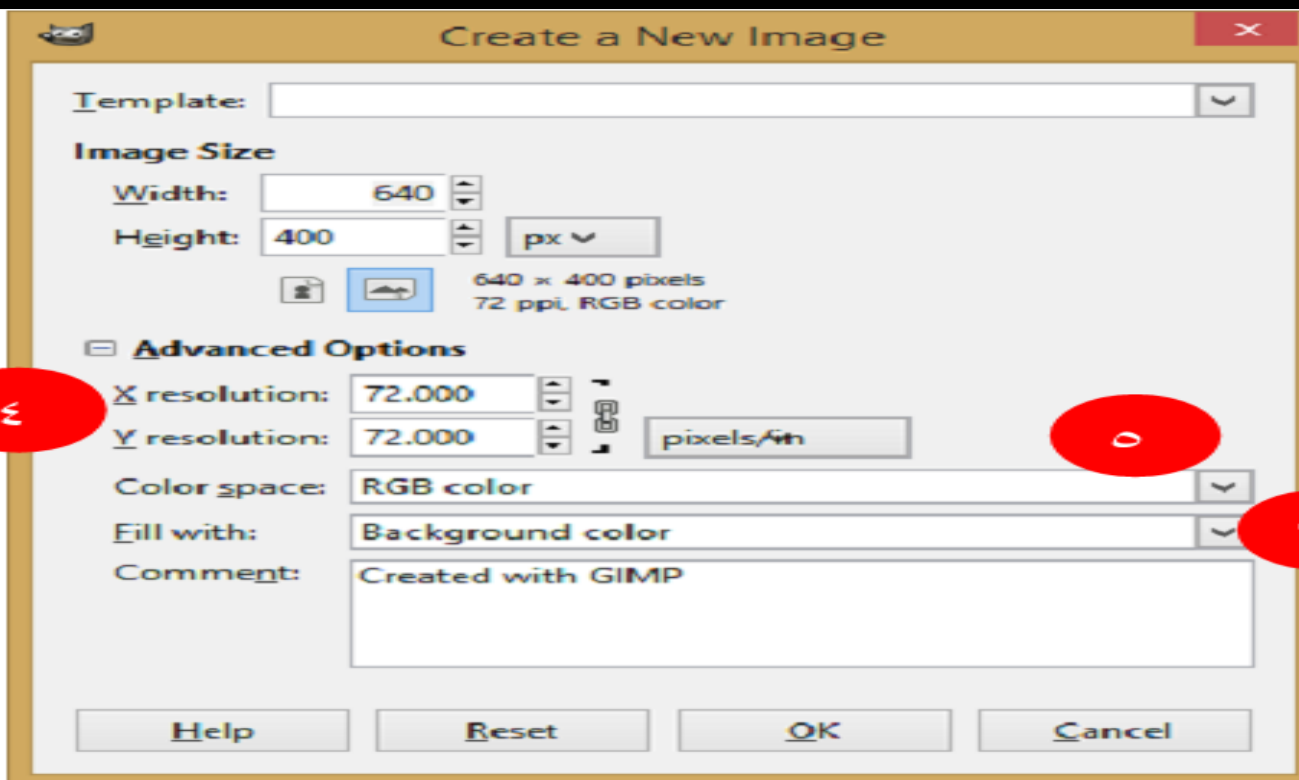 Create a New Image
Template:
Image Size
Width: 640
Height: 400 px
640 × 400 pixels
72 ppi, RGB color
Advanced Options
X resolution: 72.000
٤
Y resolution: 72.000 pixels/in
٥
Color space: RGB color
Fill with: Background color
Comment: Created with GIMP
Help Reset OK Cancel